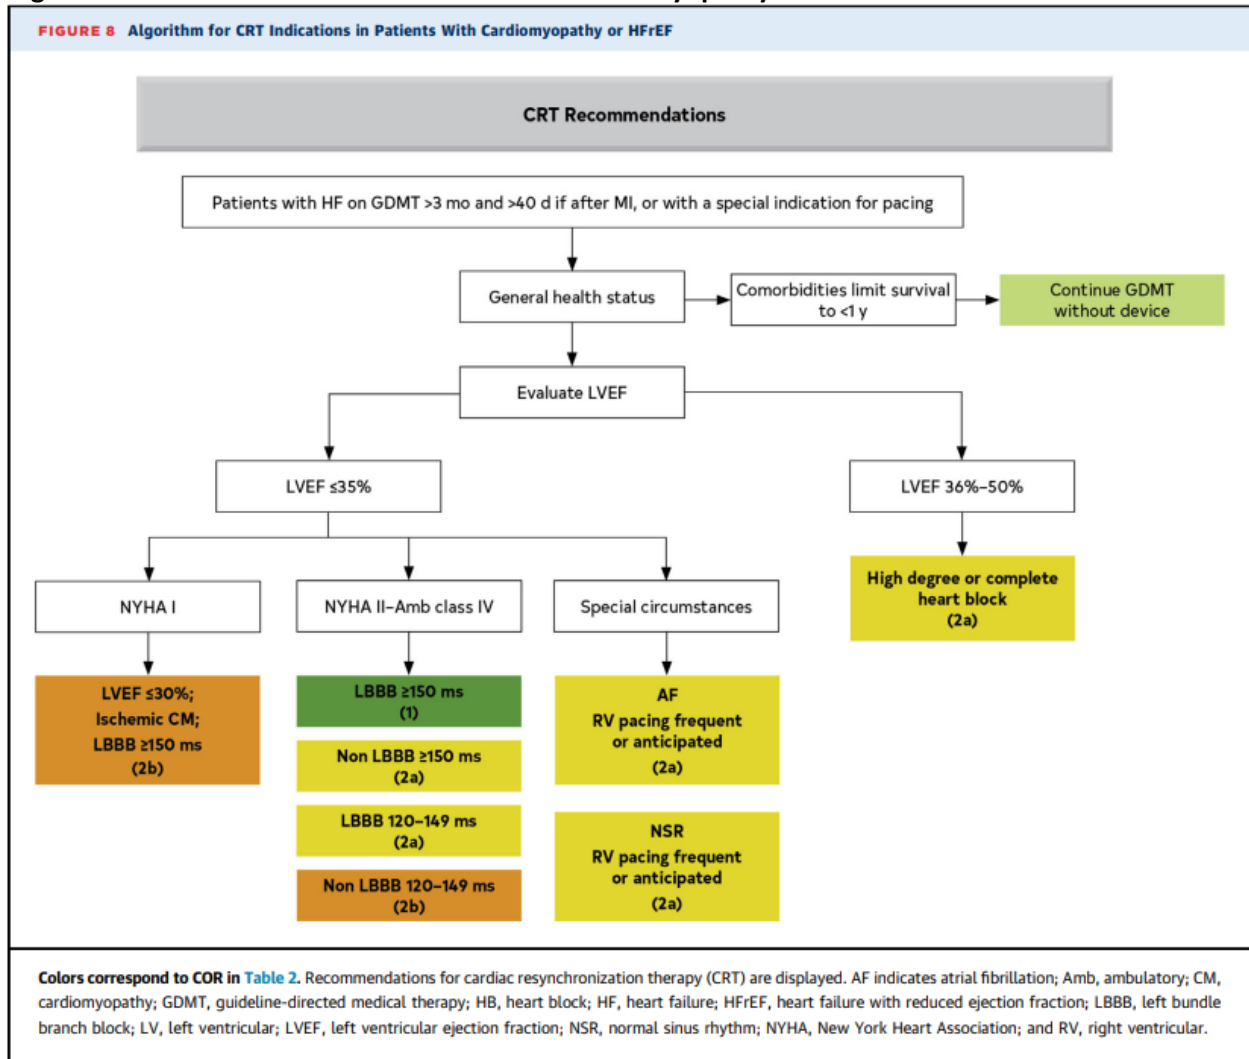 FIGURE 8 Algorithm for CRT Indications in Patients With Cardiomyopathy or HFrEF
CRT Recommendations
Patients with HF on GDMT >3 mo and >40 d if after MI, or with a special indication for pacing
General health status
Comorbidities limit survival
to <1 y
Continue GDMT
without device
Evaluate LVEF
LVEF ≤35%
LVEF 36%–50%
NYHA I
NYHA II–Amb class IV
Special circumstances
High degree or complete
heart block
(2a)
LVEF ≤30%;
Ischemic CM;
LBBB ≥150 ms
(2b)
LBBB ≥150 ms
(1)
Non LBBB ≥150 ms
(2a)
LBBB 120–149 ms
(2a)
Non LBBB 120–149 ms
(2b)
AF
RV pacing frequent
or anticipated
(2a)
NSR
RV pacing frequent
or anticipated
(2a)
Colors correspond to COR in Table 2. Recommendations for cardiac resynchronization therapy (CRT) are displayed. AF indicates atrial fibrillation; Amb, ambulatory; CM,
cardiomyopathy; GDMT, guideline-directed medical therapy; HB, heart block; HF, heart failure; HFrEF, heart failure with reduced ejection fraction; LBBB, left bundle
branch block; LV, left ventricular; LVEF, left ventricular ejection fraction; NSR, normal sinus rhythm; NYHA, New York Heart Association; and RV, right ventricular.